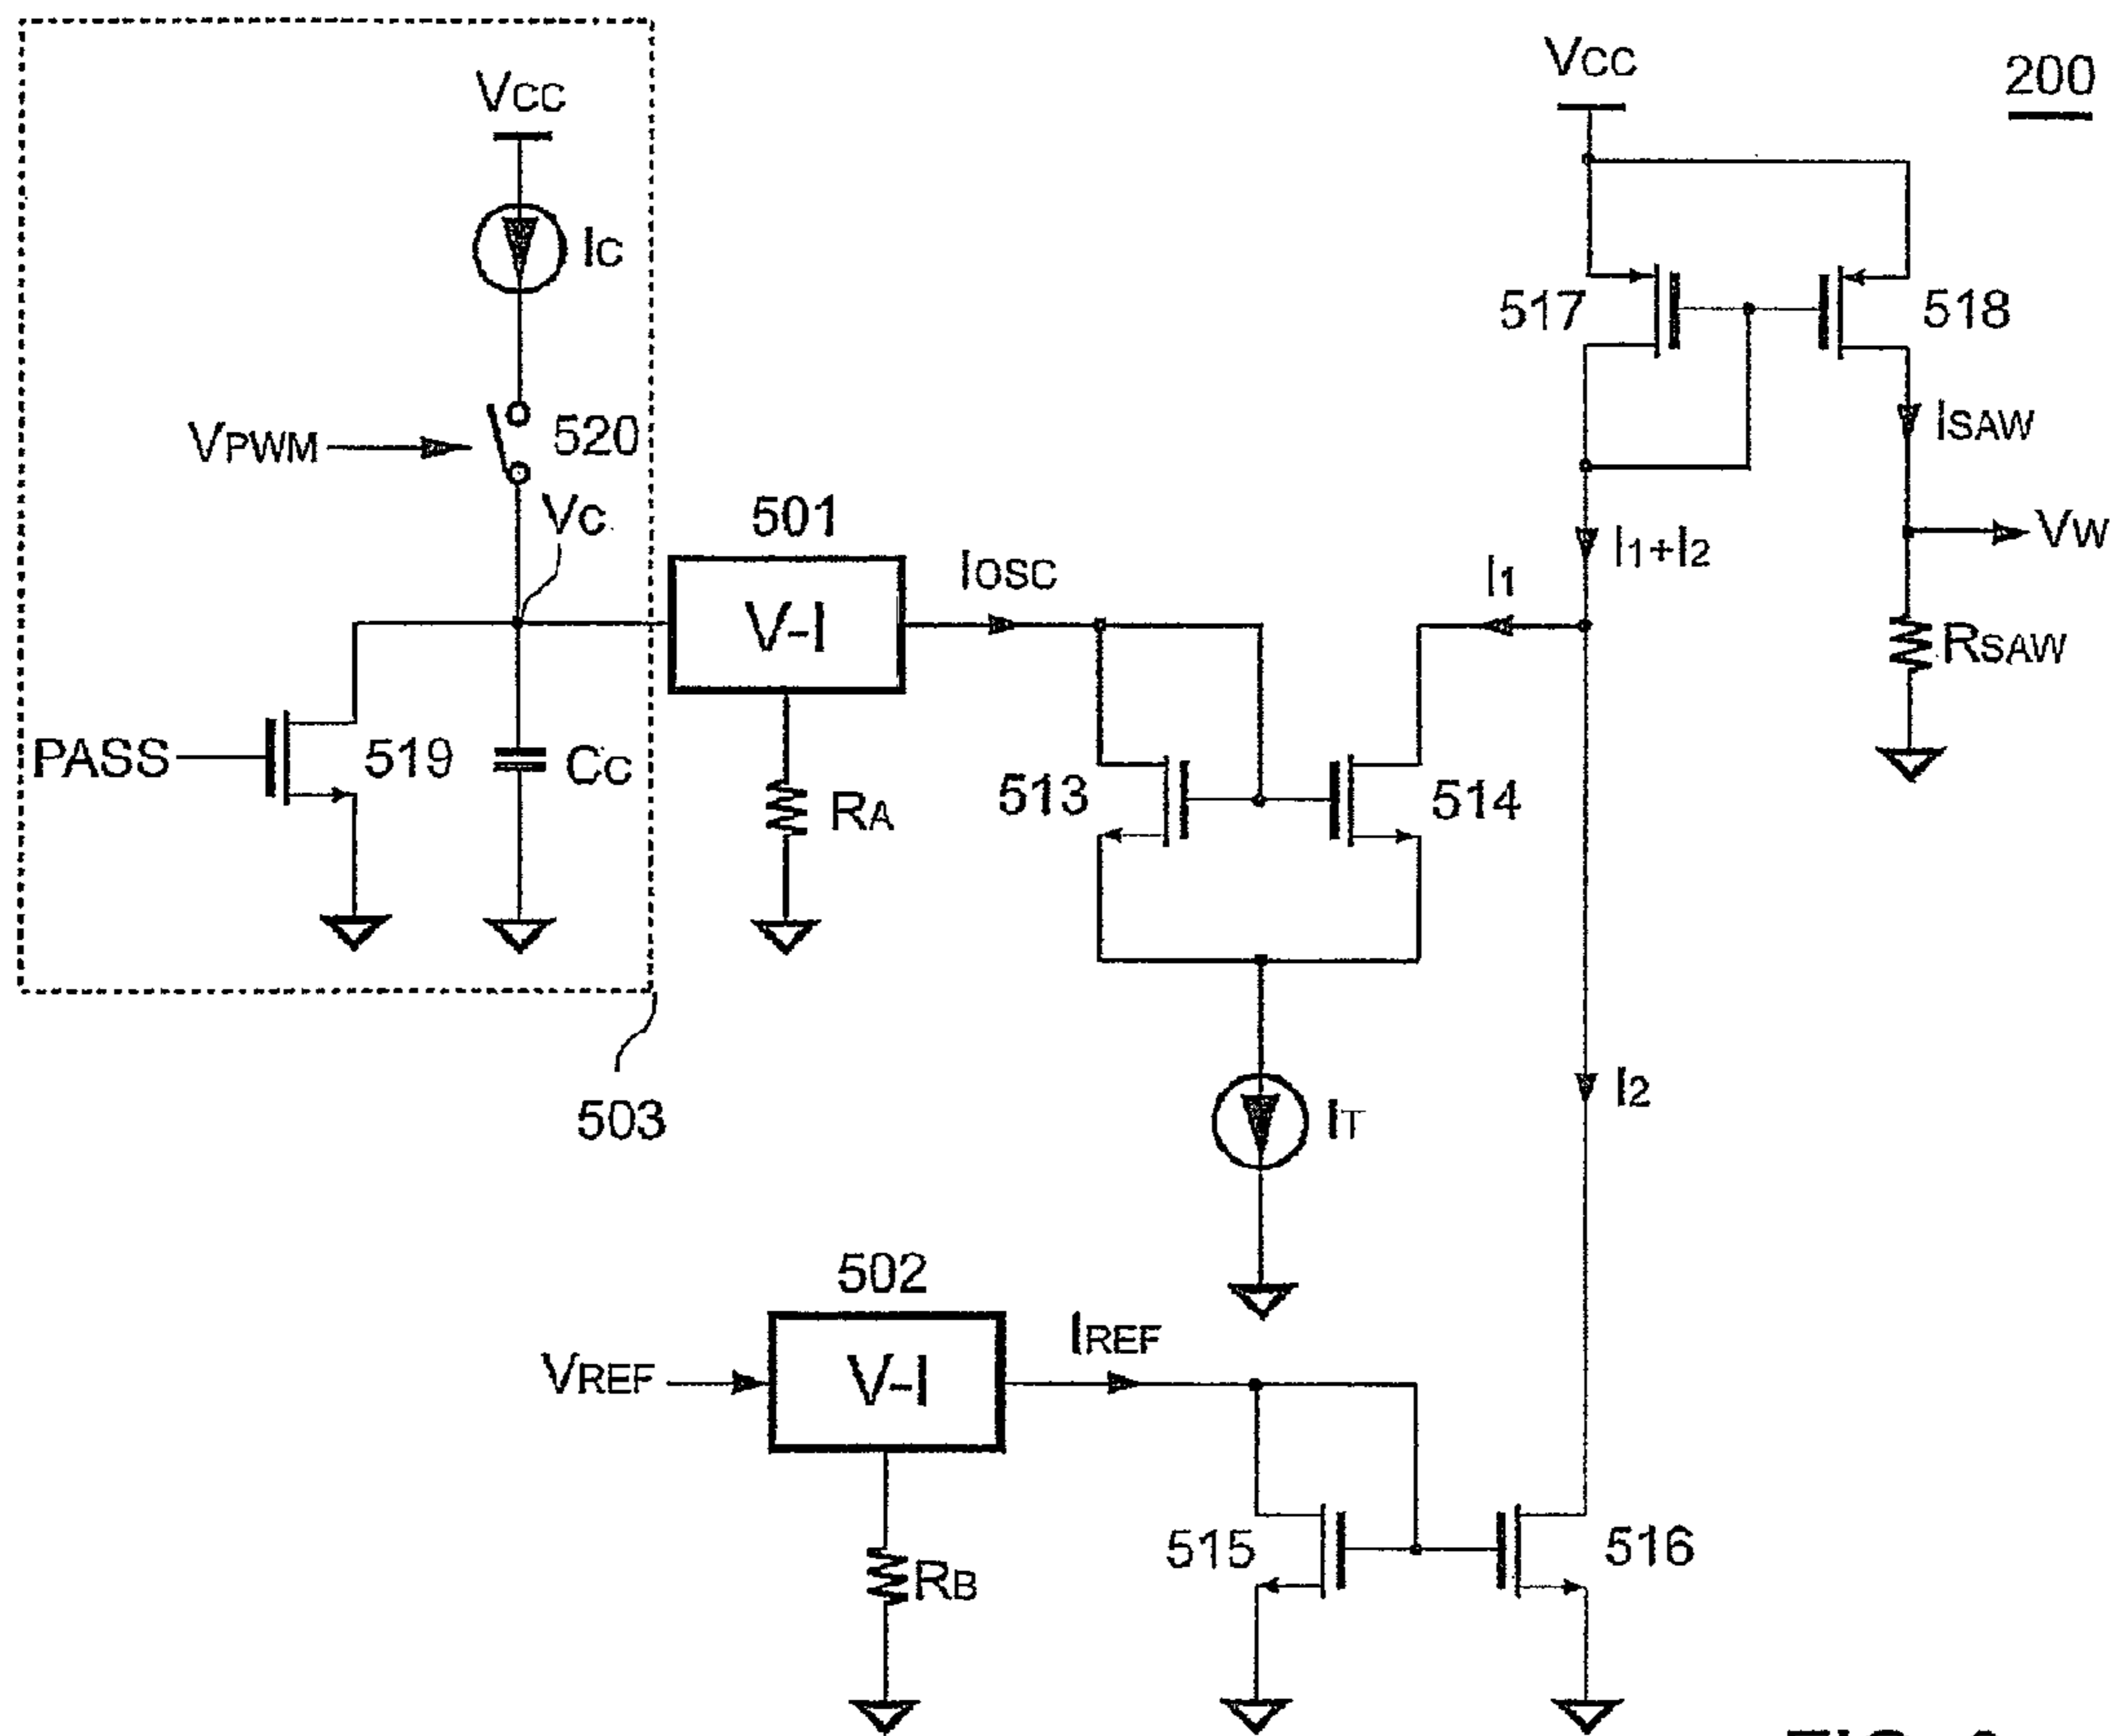 VCC
VCC
200
IC
517
518
VPWM
520
ISAW
VC
501
IOSC
I1
I1+I2
VW
V-I
RSAW
PASS
519
CC
RA
513
514
503
IT
I2
502
VREF
V-I
IREF
RB
515
516